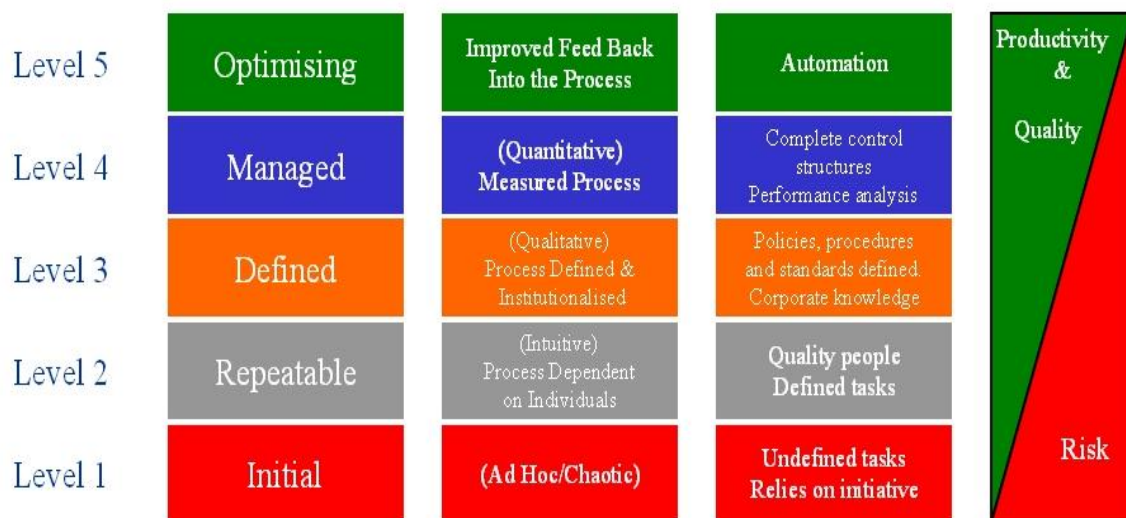 Level 5
Optimising
Improved Feed Back
Into the Process
Automation
Productivity
&
Quality
Level 4
Managed
(Quantitative)
Measured Process
Complete control
structures
Performance analysis
Level 3
Defined
(Qualitative)
Process Defined &
Institutionalised
Policies, procedures
and standards defined.
Corporate knowledge
Level 2
Repeatable
(Intuitive)
Process Dependent
on Individuals
Quality people
Defined tasks
Level 1
Initial
(Ad Hoc/Chaotic)
Undefined tasks
Relies on initiative
Risk